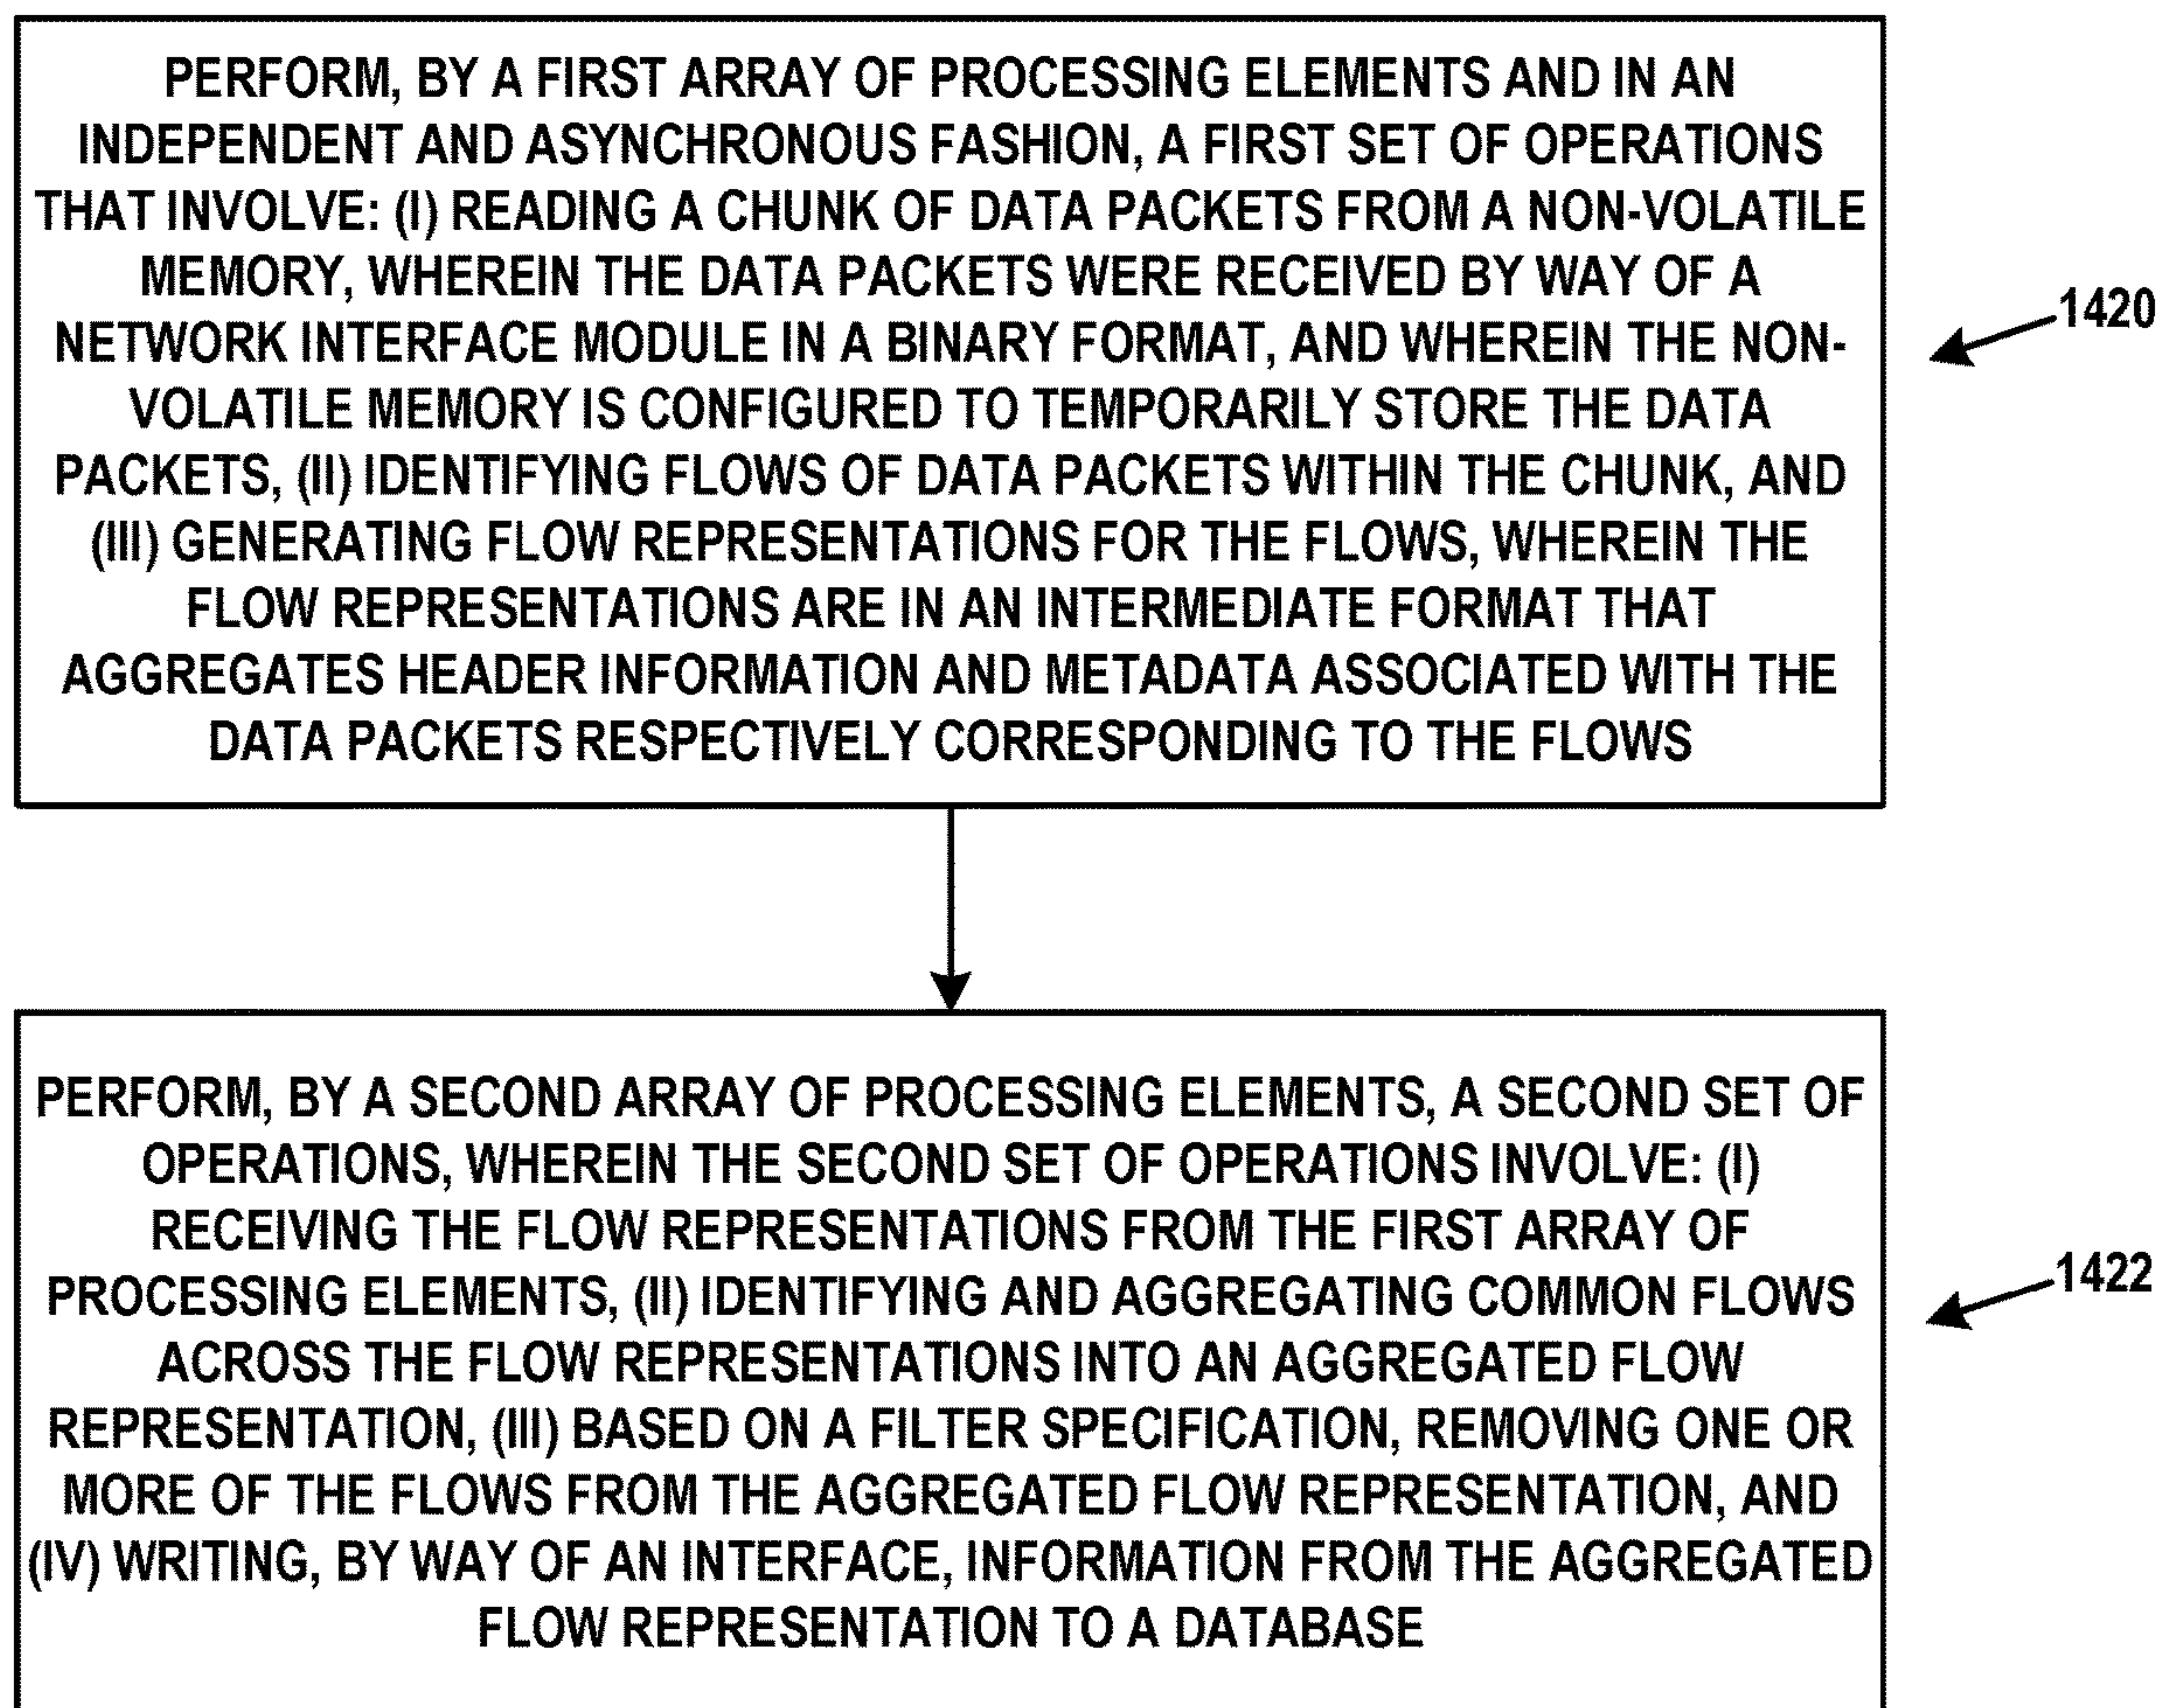 PERFORM, BY A FIRST ARRAY OF PROCESSING ELEMENTS AND IN AN
INDEPENDENT AND ASYNCHRONOUS FASHION, A FIRST SET OF OPERATIONS
THAT INVOLVE: (I) READING A CHUNK OF DATA PACKETS FROM A NON-VOLATILE
MEMORY, WHEREIN THE DATA PACKETS WERE RECEIVED BY WAY OF A
NETWORK INTERFACE MODULE IN A BINARY FORMAT, AND WHEREIN THE NON-
VOLATILE MEMORY IS CONFIGURED TO TEMPORARILY STORE THE DATA
PACKETS, (II) IDENTIFYING FLOWS OF DATA PACKETS WITHIN THE CHUNK, AND
(III) GENERATING FLOW REPRESENTATIONS FOR THE FLOWS, WHEREIN THE
FLOW REPRESENTATIONS ARE IN AN INTERMEDIATE FORMAT THAT
AGGREGATES HEADER INFORMATION AND METADATA ASSOCIATED WITH THE
DATA PACKETS RESPECTIVELY CORRESPONDING TO THE FLOWS
1420
PERFORM, BY A SECOND ARRAY OF PROCESSING ELEMENTS, A SECOND SET OF
OPERATIONS, WHEREIN THE SECOND SET OF OPERATIONS INVOLVE: (I)
RECEIVING THE FLOW REPRESENTATIONS FROM THE FIRST ARRAY OF
PROCESSING ELEMENTS, (II) IDENTIFYING AND AGGREGATING COMMON FLOWS
ACROSS THE FLOW REPRESENTATIONS INTO AN AGGREGATED FLOW
REPRESENTATION, (III) BASED ON A FILTER SPECIFICATION, REMOVING ONE OR
MORE OF THE FLOWS FROM THE AGGREGATED FLOW REPRESENTATION, AND
(IV) WRITING, BY WAY OF AN INTERFACE, INFORMATION FROM THE AGGREGATED
FLOW REPRESENTATION TO A DATABASE
1422